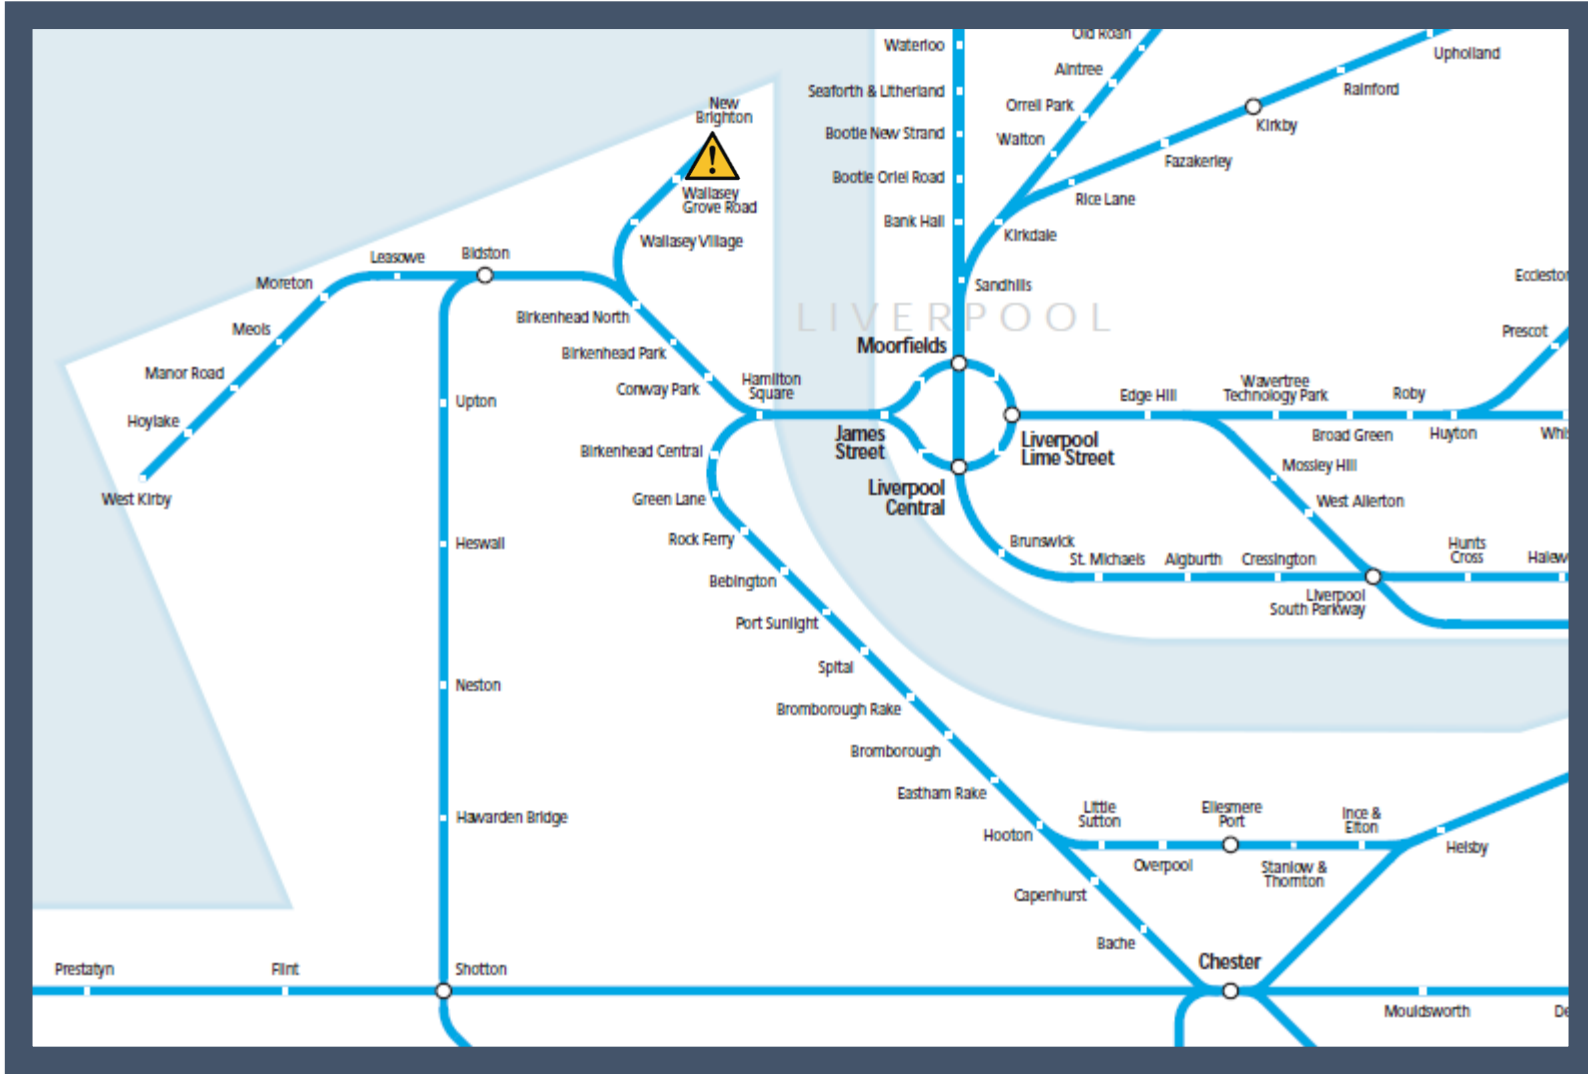 Waterloo
Old Roan
Upholland
Aintree
Rainford
Seaforth & Litherland
New
Brighton
Orrell Park
Kirkby
Bootle New Strand
Walton
Fazakerley
!
Bootle Oriel Road
Wallasey
Grove Road
Rice Lane
Bank Hall
Kirkdale
Wallasey Village
Leasowe
Bidston
Moreton
Sandhills
Birkenhead North
LIVERPOOL
Meols
Prescot
Birkenhead Park
Moorfields
Manor Road
Conway Park
Hamilton
Square
Edge Hill
Wavertree
Technology Park
Roby
Upton
Hoylake
James
Street
Liverpool
Lime Street
Broad Green
Huyton
Birkenhead Central
Mossley Hill
West Kirby
Green Lane
Liverpool
Central
West Allerton
Rock Ferry
Heswall
Brunswick
Hunts
Cross
St. Michaels
Aigburth
Cressington
Bebington
Liverpool
South Parkway
Port Sunlight
Spital
Neston
Bromborough Rake
Bromborough
Eastham Rake
Hawarden Bridge
Hooton
Little
Sutton
Ellesmere
Port
Ince &
Elton
Helsby
Overpool
Stanlow &
Thornton
Capenhurst
Bache
Chester
Prestatyn
Flint
Shotton
Mouldsworth